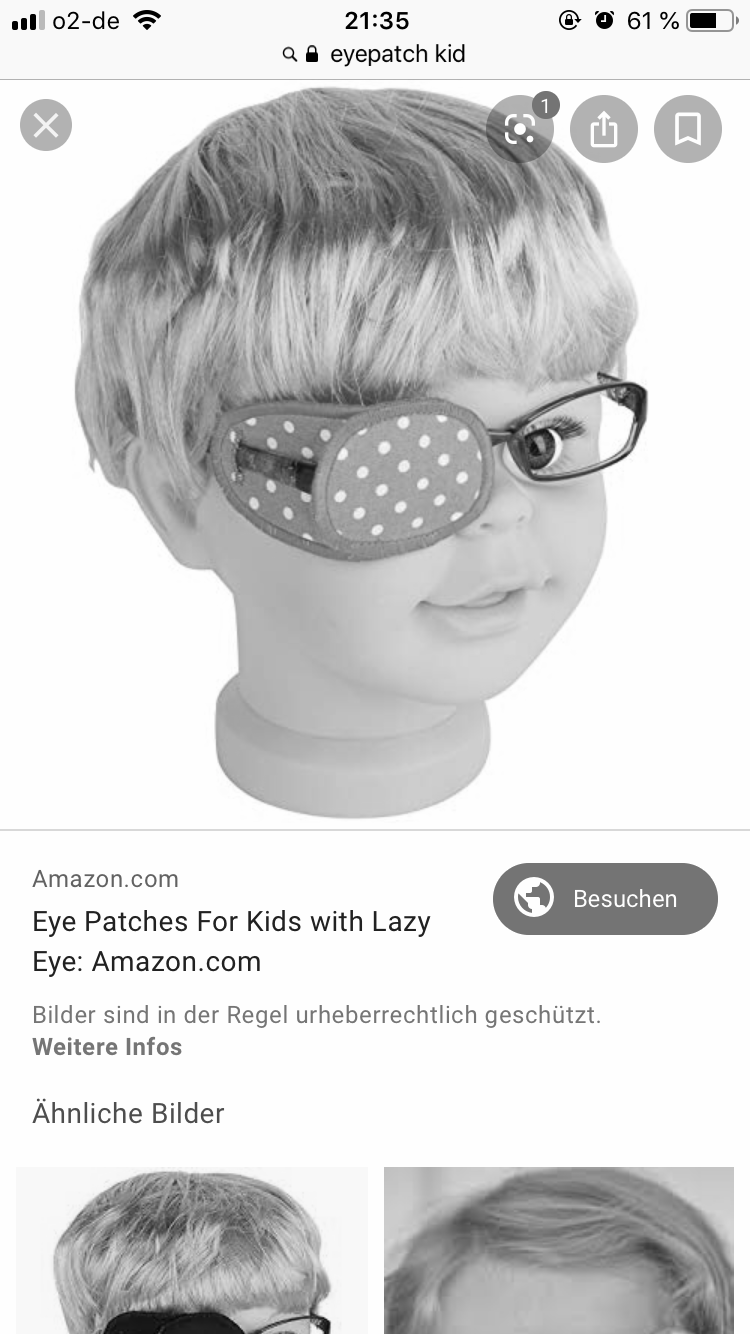 o2-de
21:35
61 %
eyepatch kid
1
Amazon.com
Besuchen
Eye Patches For Kids with Lazy
Eye: Amazon.com
Bilder sind in der Regel urheberrechtlich geschützt.
Weitere Infos
Ähnliche Bilder